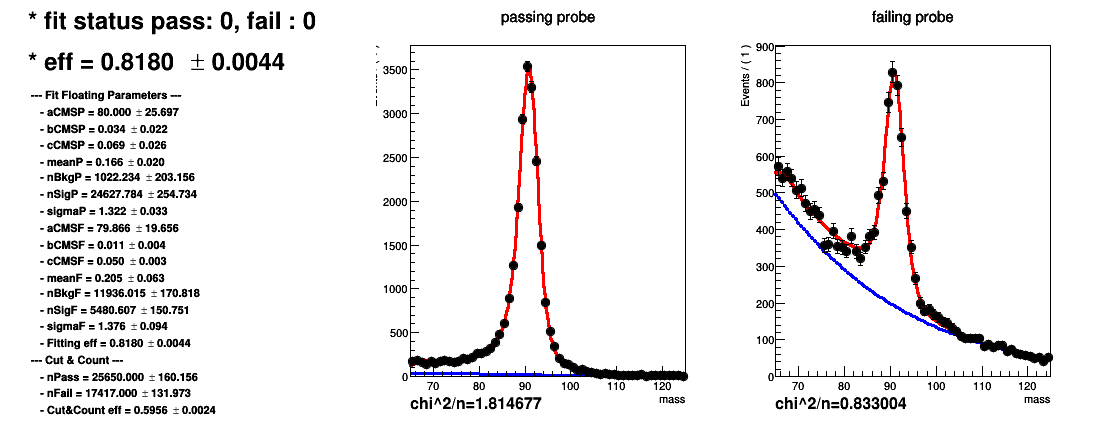 * fit status pass: 0, fail : 0
* eff = 0.8180 ± 0.0044
--- Fit Floating Parameters ---
- aCMSP = 80.000 ± 25.697
- bCMSP = 0.034 ± 0.022
- cCMSP = 0.069 ± 0.026
- meanP = 0.166 ± 0.020
- nBkgP = 1022.234 ± 203.156
- nSigP = 24627.784 ± 254.734
- sigmaP = 1.322 ± 0.033
- aCMSF = 79.866 ± 19.656
- bCMSF = 0.011 ± 0.004
- cCMSF = 0.050 ± 0.003
- meanF = 0.205 ± 0.063
- nBkgF = 11936.015 ± 170.818
- nSigF = 5480.607 ± 150.751
- sigmaF = 1.376 ± 0.094
- Fitting eff = 0.8180 ± 0.0044
--- Cut & Count ---
- nPass = 25650.000 ± 160.156
- nFail = 17417.000 ± 131.973
- Cut&Count eff = 0.5956 ± 0.0024
passing probe
3500
3000
2500
2000
1500
1000
500
0
70 80 90 100 110 120
mass
chi^2/n=1.814677
failing probe
Events / ( 1 )
900
800
700
600
500
400
300
200
100
0
70 80 90 100 110 120
mass
chi^2/n=0.833004